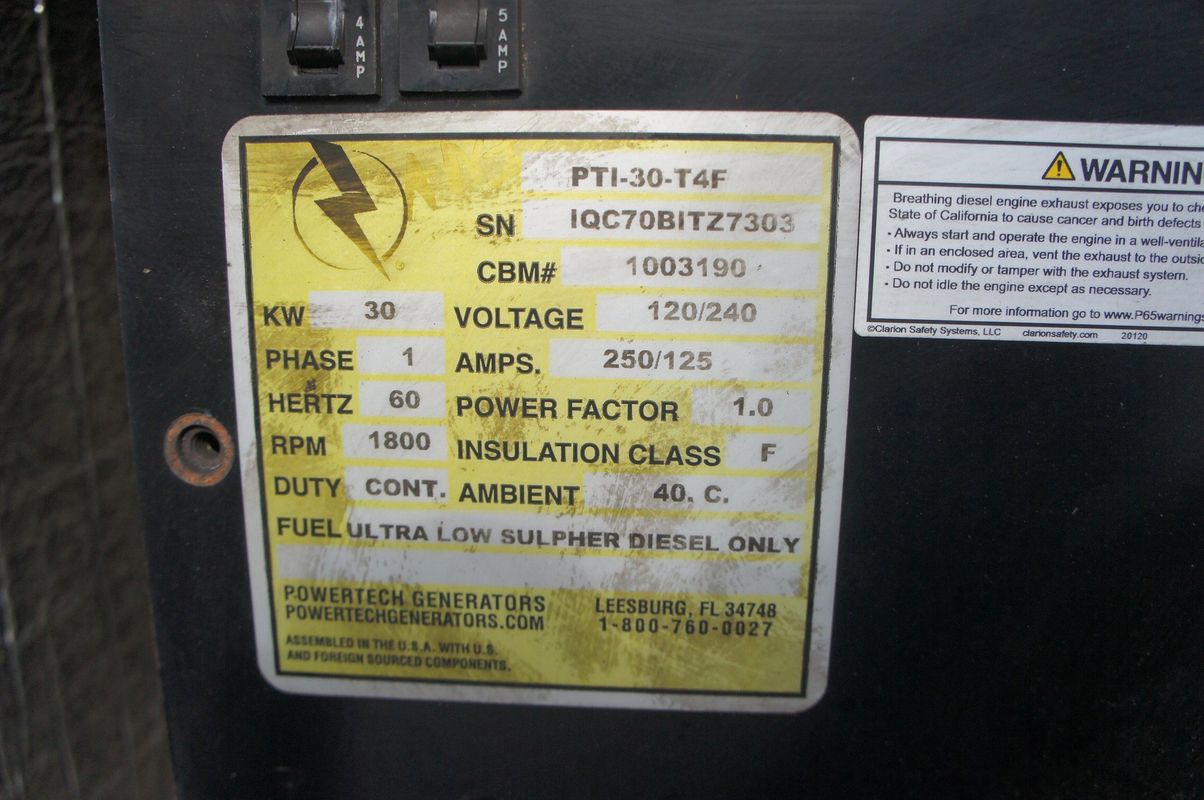 4 AMP
5 AMP
PTI-30-T4F
SN IQC70BITZ7303
CBM# 1003190
KW 30 VOLTAGE 120/240
PHASE 1 AMPS. 250/125
HERTZ 60 POWER FACTOR 1.0
RPM 1800 INSULATION CLASS F
DUTY CONT. AMBIENT 40. C.
FUEL ULTRA LOW SULPHER DIESEL ONLY
POWERTECH GENERATORS LEESBURG, FL 34748
POWERTECHGENERATORS.COM 1-800-760-0027
ASSEMBLED IN THE U.S.A. WITH U.S.
AND FOREIGN SOURCED COMPONENTS.
WARNIN
Breathing diesel engine exhaust exposes you to che
State of California to cause cancer and birth defects
• Always start and operate the engine in a well-ventila
• If in an enclosed area, vent the exhaust to the outsid
• Do not modify or tamper with the exhaust system.
• Do not idle the engine except as necessary.
For more information go to www.P65warnings
©Clarion Safety Systems, LLC clarionsafety.com 20120